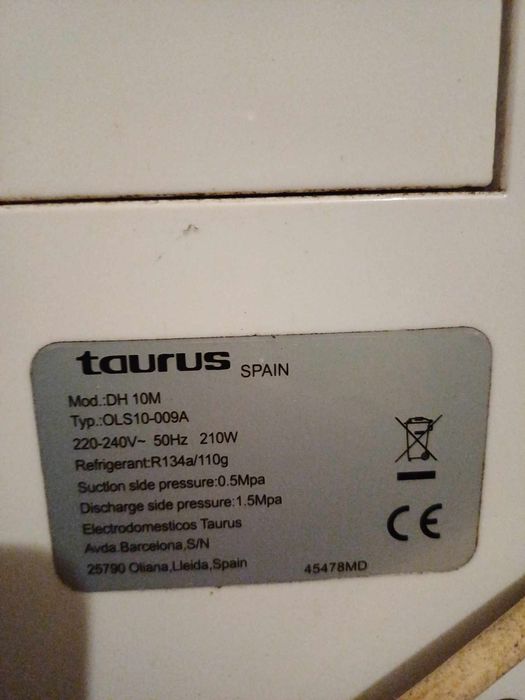 taurus SPAIN
Mod.:DH 10M
Typ.:OLS10-009A
220-240V~ 50Hz 210W
Refrigerant:R134a/110g
Suction side pressure:0.5Mpa
Discharge side pressure:1.5Mpa
Electrodomesticos Taurus
Avda.Barcelona,S/N
25790 Oliana,Lleida,Spain 45478MD
CE